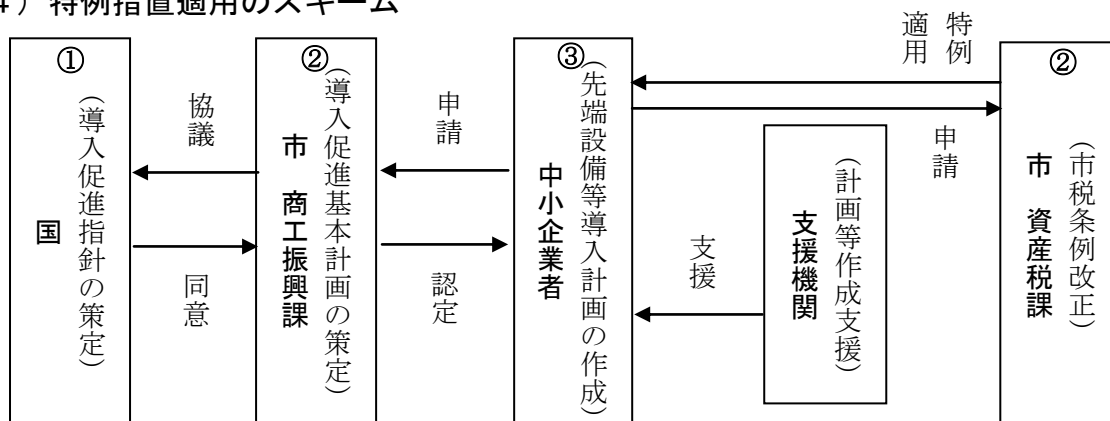 4）特例措置適用のスキーム
①
国
（導入促進指針の策定）
協議
同意
②
市 商工振興課
（導入促進基本計画の策定）
申請
認定
③
中小企業者
（先端設備等導入計画の作成）
特例
適用
申請
支援
支援機関
（計画等作成支援）
②
市 資産税課
（市税条例改正）